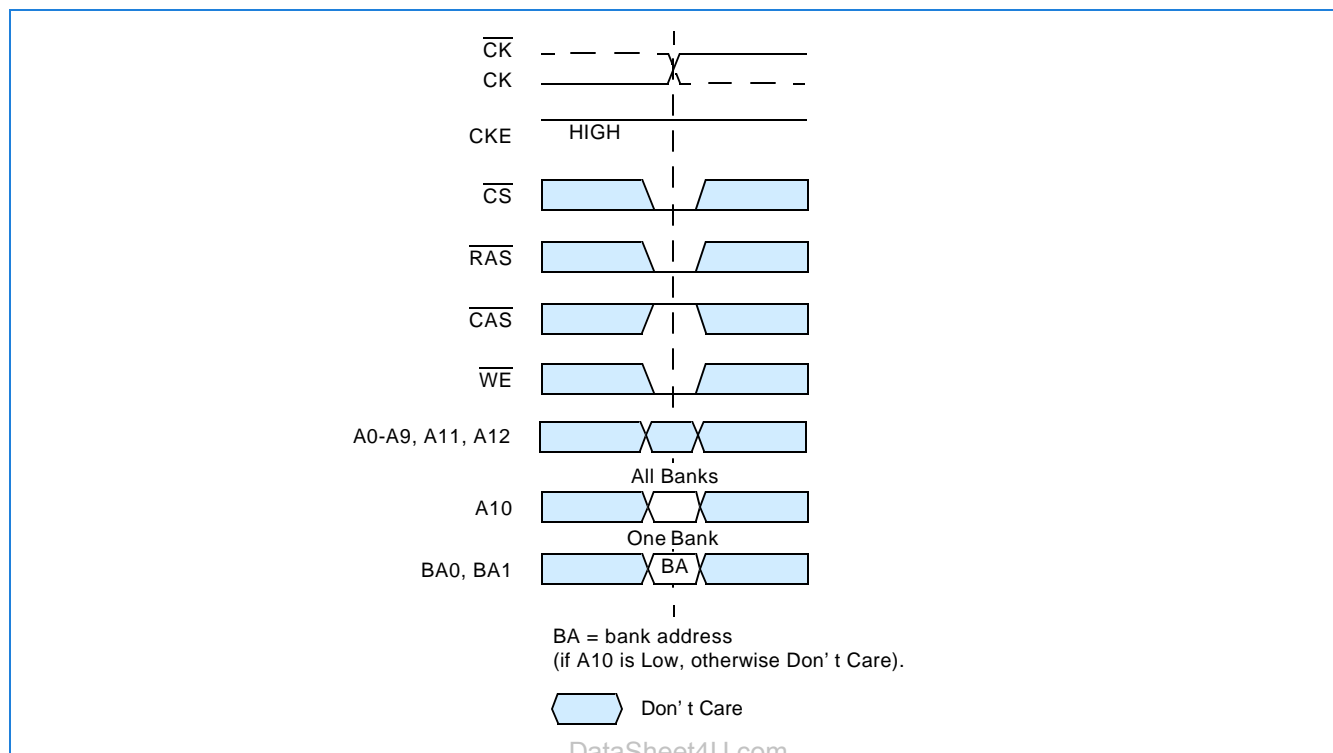 CK
CK
CKE HIGH
CS
RAS
CAS
WE
A0-A9, A11, A12
All Banks
A10
One Bank
BA0, BA1 BA
BA = bank address
(if A10 is Low, otherwise Don' t Care).
Don' t Care
DataSheet4U.com